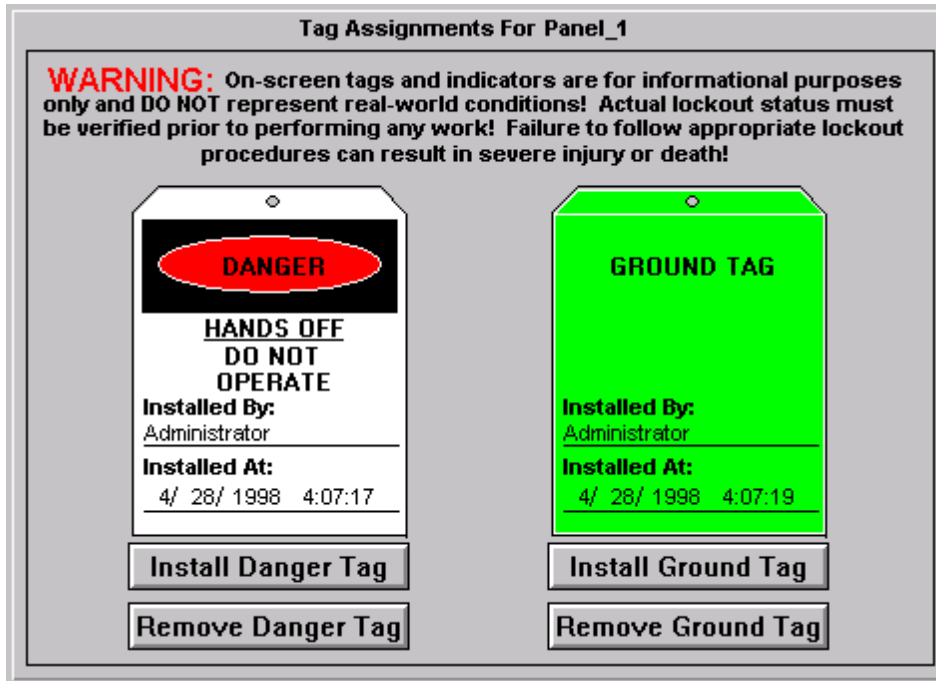 Tag Assignments For Panel_1
WARNING: On-screen tags and indicators are for informational purposes
only and DO NOT represent real-world conditions! Actual lockout status must
be verified prior to performing any work! Failure to follow appropriate lockout
procedures can result in severe injury or death!
DANGER
HANDS OFF
DO NOT
OPERATE
Installed By:
Administrator
Installed At:
4/ 28/ 1998 4:07:17
Install Danger Tag
Remove Danger Tag
GROUND TAG
Installed By:
Administrator
Installed At:
4/ 28/ 1998 4:07:19
Install Ground Tag
Remove Ground Tag